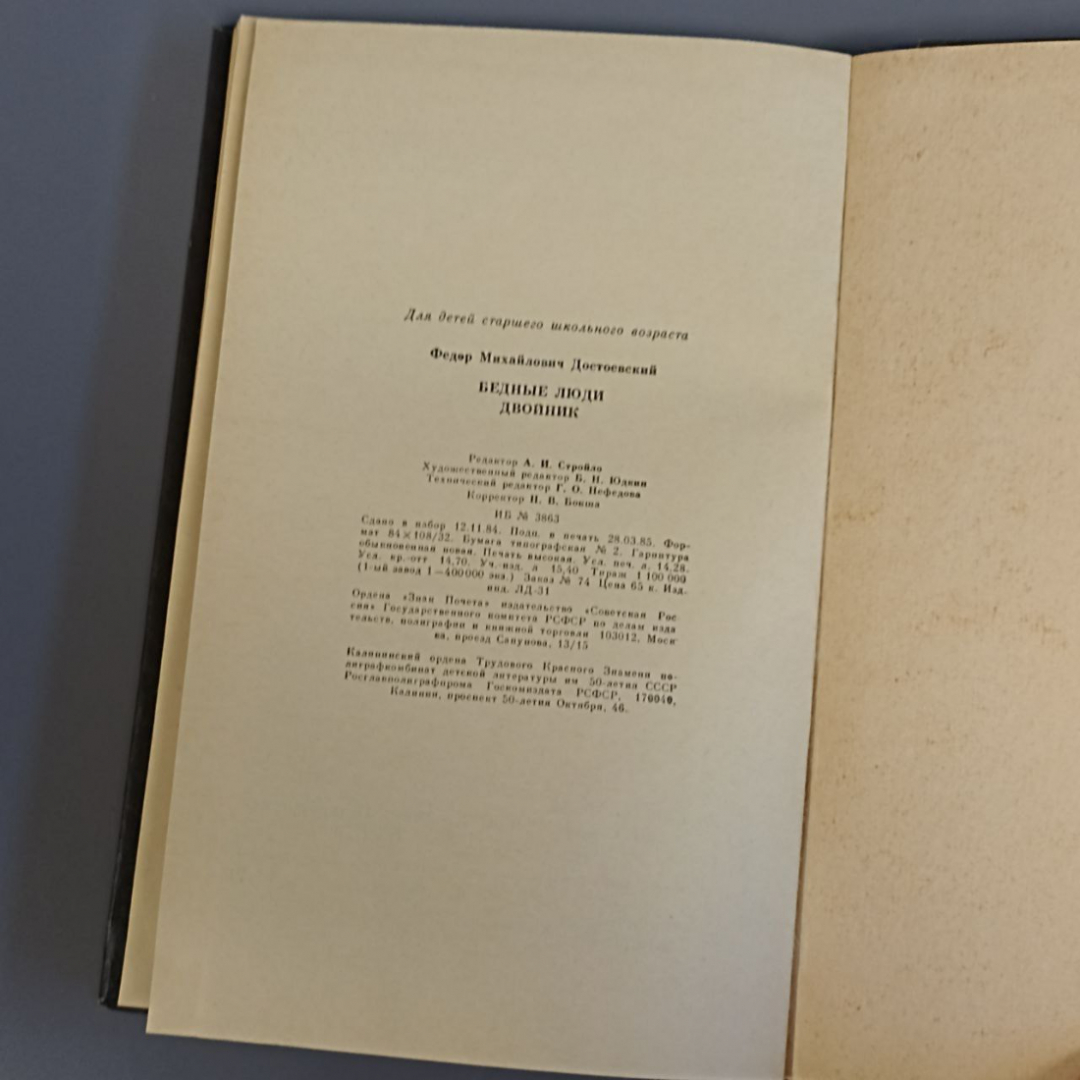 Для детей старшего школьного возраста
Федор Михайлович Достоевский
БЕДНЫЕ ЛЮДИ
ДВОЙНИК
Редактор А. И. Стройло
Художественный редактор Б. Н. Юдкин
Технический редактор Г. О. Нефедова
Корректор Н. В. Бокша
ИБ № 3863
Сдано в набор 12.11.84. Подп. в печать 28.03.85. Фор-
мат 84×108/32. Бумага типографская № 2. Гарнитура
обыкновенная новая. Печать высокая. Усл. печ. л. 14,28.
Усл. кр.-отт 14,70. Уч.-изд. л 15,40 Тираж 1 100 000
(1-ый завод 1—400 000 экз.) Заказ № 74 Цена 65 к. Изд.
инд. ЛД-31
Ордена «Знак Почета» издательство «Советская Рос-
сия» Государственного комитета РСФСР по делам изда
тельств, полиграфии и книжной торговли 103012, Моск
ва, проезд Сапунова, 13/15
Калининский ордена Трудового Красного Знамени по-
лиграфкомбинат детской литературы им 50-летия СССР
Росглавполиграфпрома Госкомиздата РСФСР. 170040,
Калинин, проспект 50-летия Октября, 46.